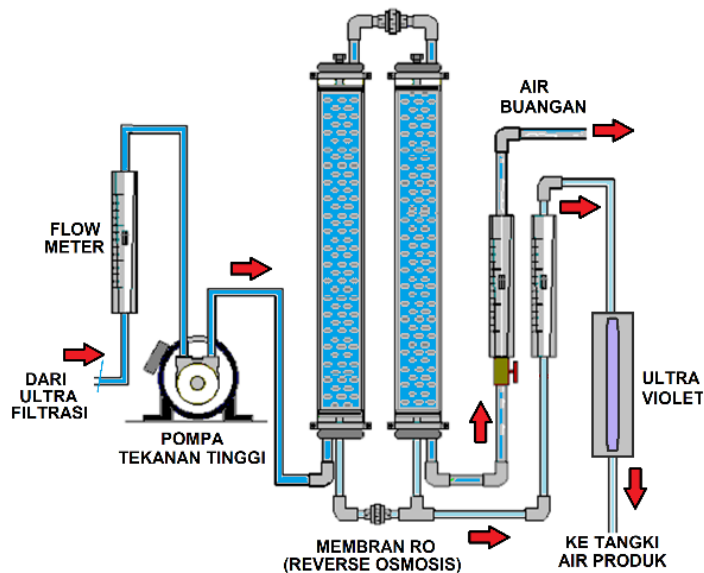 AIR
BUANGAN
FLOW
METER
DARI
ULTRA
FILTRASI
POMPA
TEKANAN TINGGI
ULTRA
VIOLET
MEMBRAN RO
(REVERSE OSMOSIS)
KE TANGKI
AIR PRODUK